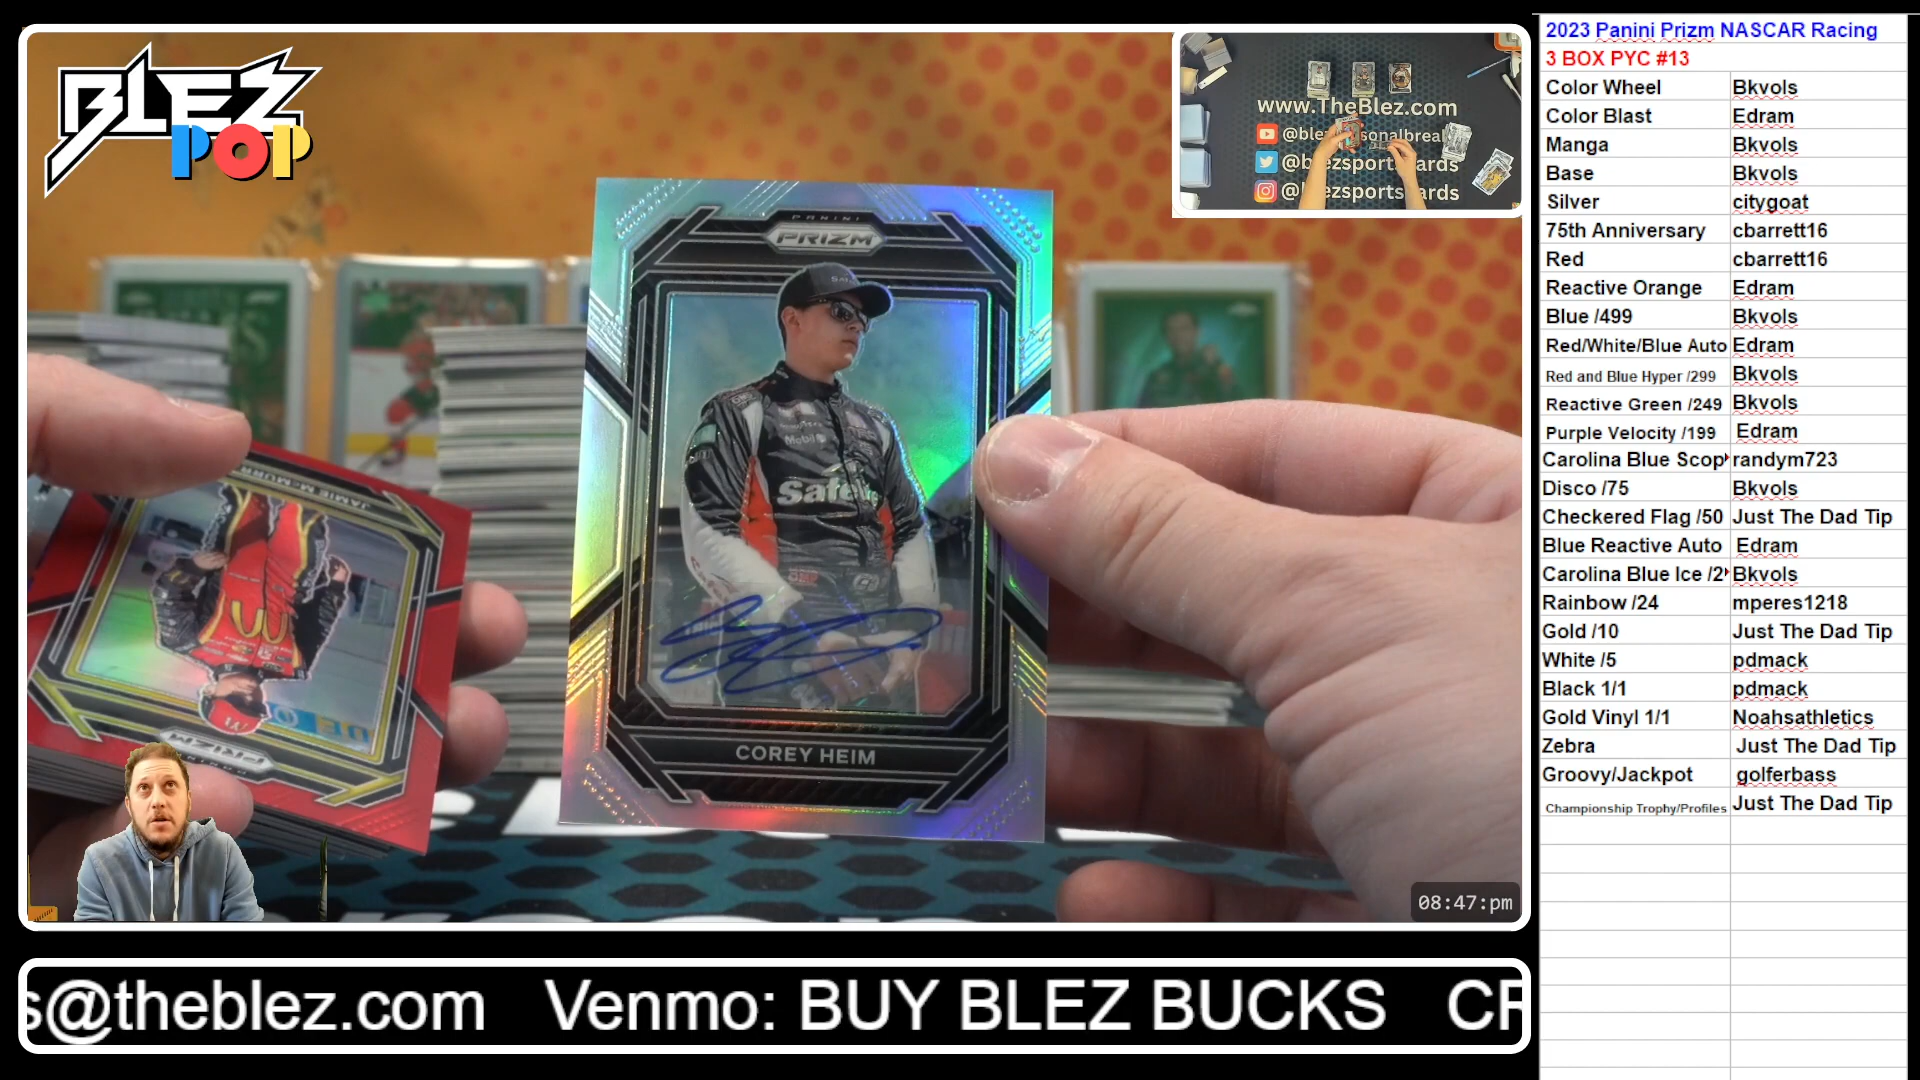 BLEZ
POP
www.TheBlez.com
PANINI
PRIZM
Mobil
COREY HEIM
JAMIE McMURR
PRIZM
PANINI
08:47:pm
s@theblez.com Venmo: BUY BLEZ BUCKS CR
2023 Panini Prizm NASCAR Racing
3 BOX PYC #13
Color Wheel Bkvols
Color Blast Edram
Manga Bkvols
Base Bkvols
Silver citygoat
75th Anniversary cbarrett16
Red cbarrett16
Reactive Orange Edram
Blue /499 Bkvols
Red/White/Blue Auto Edram
Red and Blue Hyper /299 Bkvols
Reactive Green /249 Bkvols
Purple Velocity /199 Edram
Carolina Blue Scop randym723
Disco /75 Bkvols
Checkered Flag /50 Just The Dad Tip
Blue Reactive Auto Edram
Carolina Blue Ice /2 Bkvols
Rainbow /24 mperes1218
Gold /10 Just The Dad Tip
White /5 pdmack
Black 1/1 pdmack
Gold Vinyl 1/1 Noahsathletics
Zebra Just The Dad Tip
Groovy/Jackpot golferbass
Championship Trophy/Profiles Just The Dad Tip